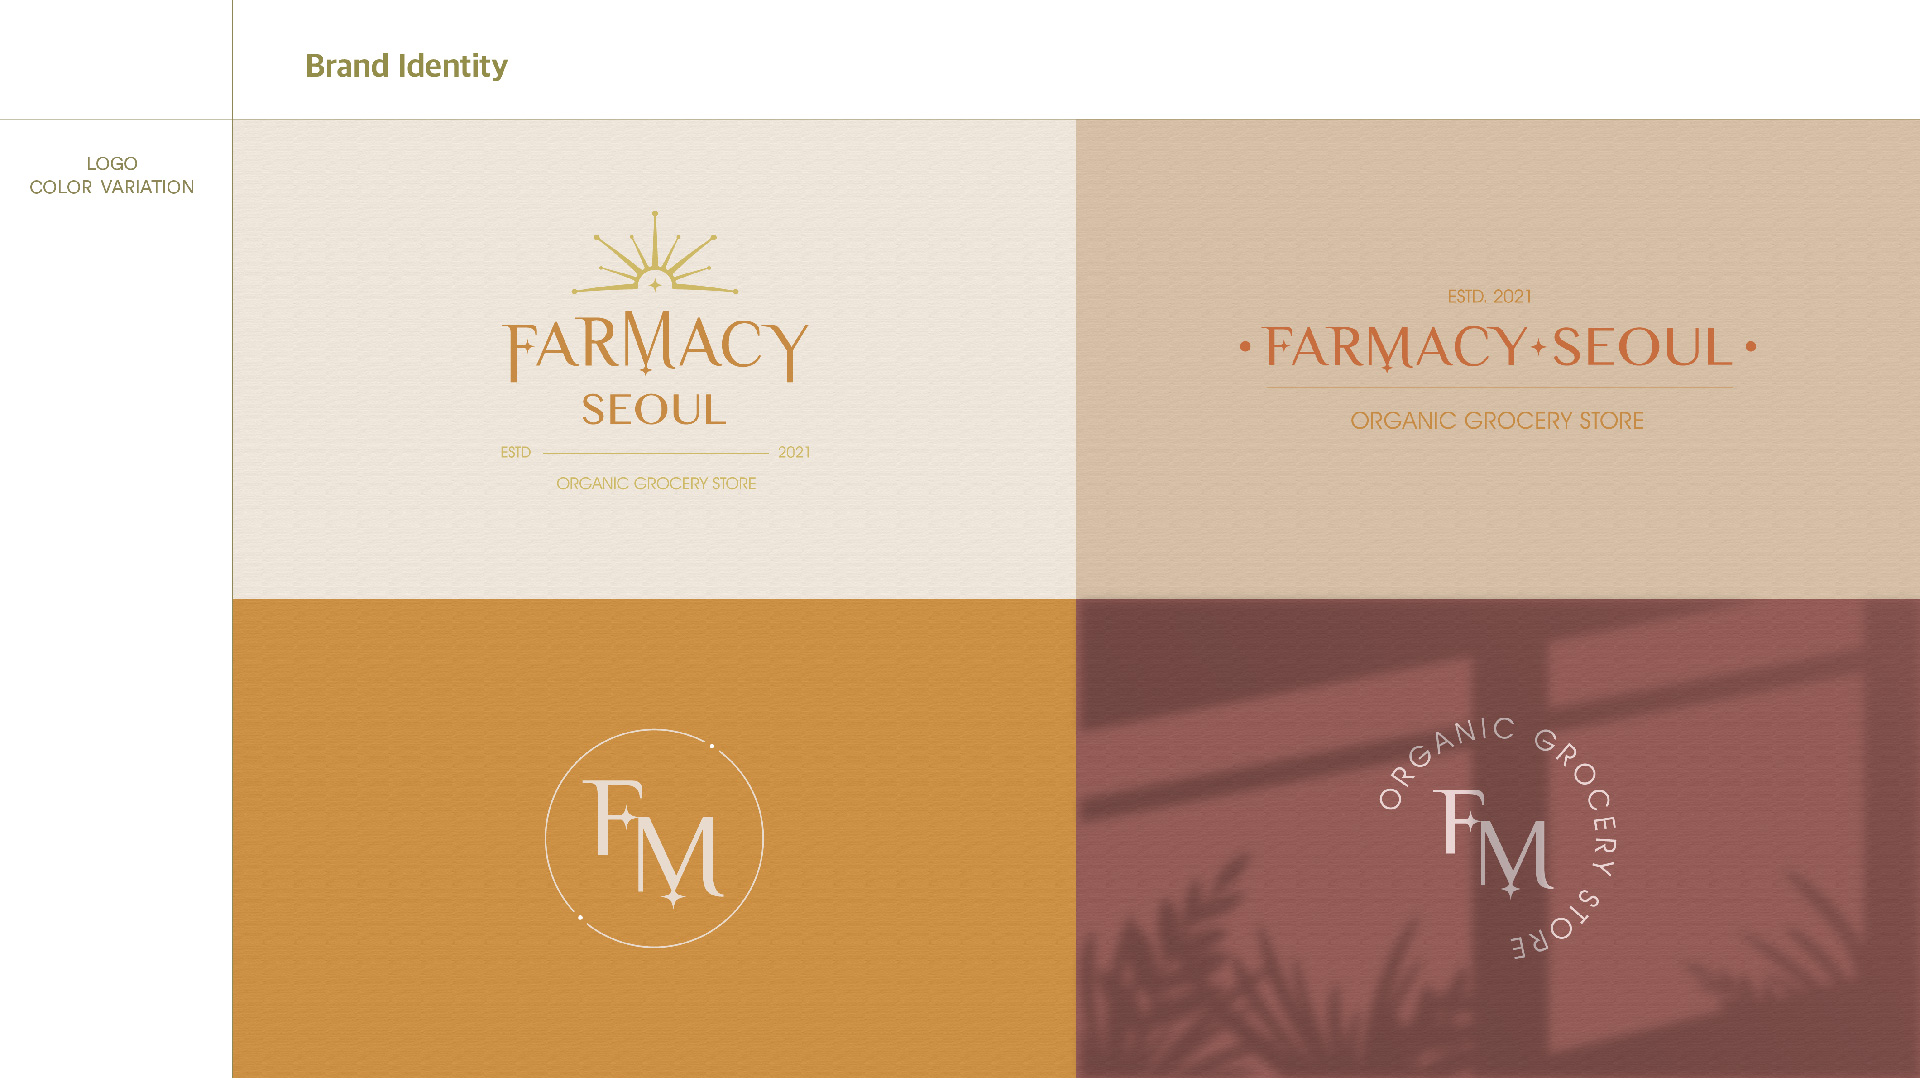 Brand Identity
LOGO
COLOR VARIATION
FARMACY
SEOUL
ESTD 2021
ORGANIC GROCERY STORE
ESTD. 2021
• FARMACY SEOUL •
ORGANIC GROCERY STORE
FM
ORGANIC GROCERY STORE
FM